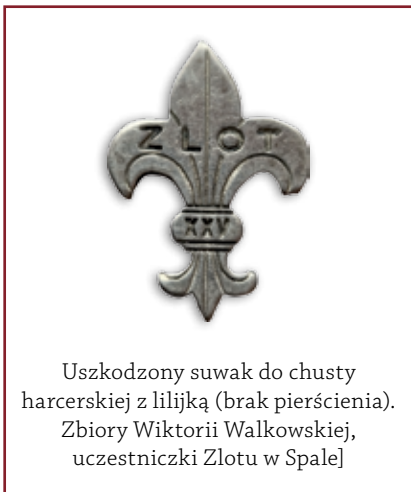 ZLOT
XXV
Uszkodzony suwak do chusty
harcerskiej z lilijką (brak pierścienia).
Zbiory Wiktorii Walkowskiej,
uczestniczki Zlotu w Spale]